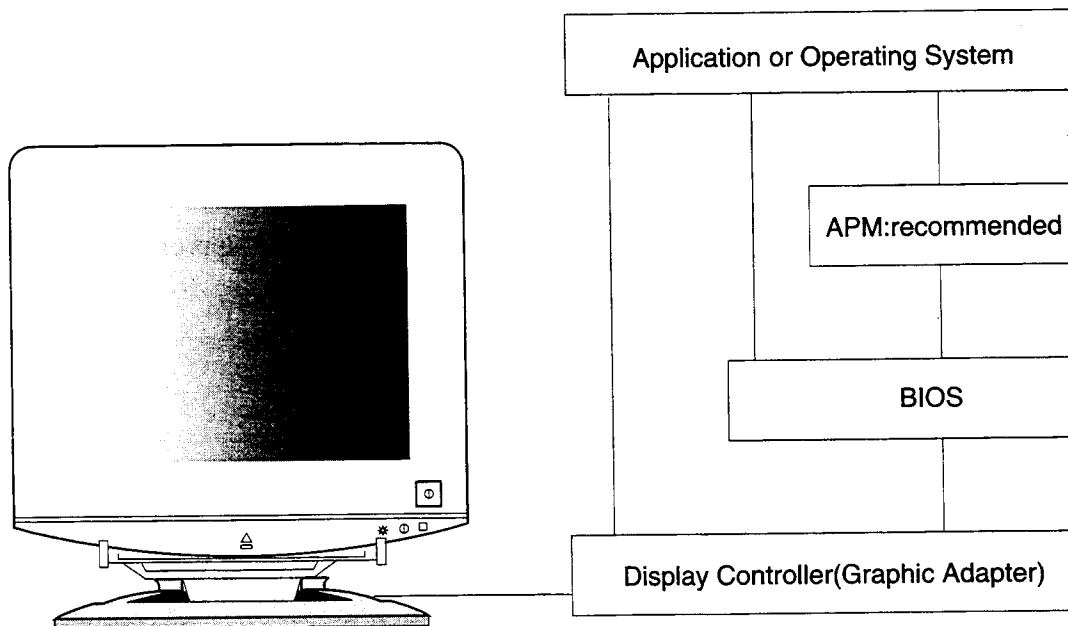 Application or Operating System
APM:recommended
BIOS
Display Controller(Graphic Adapter)